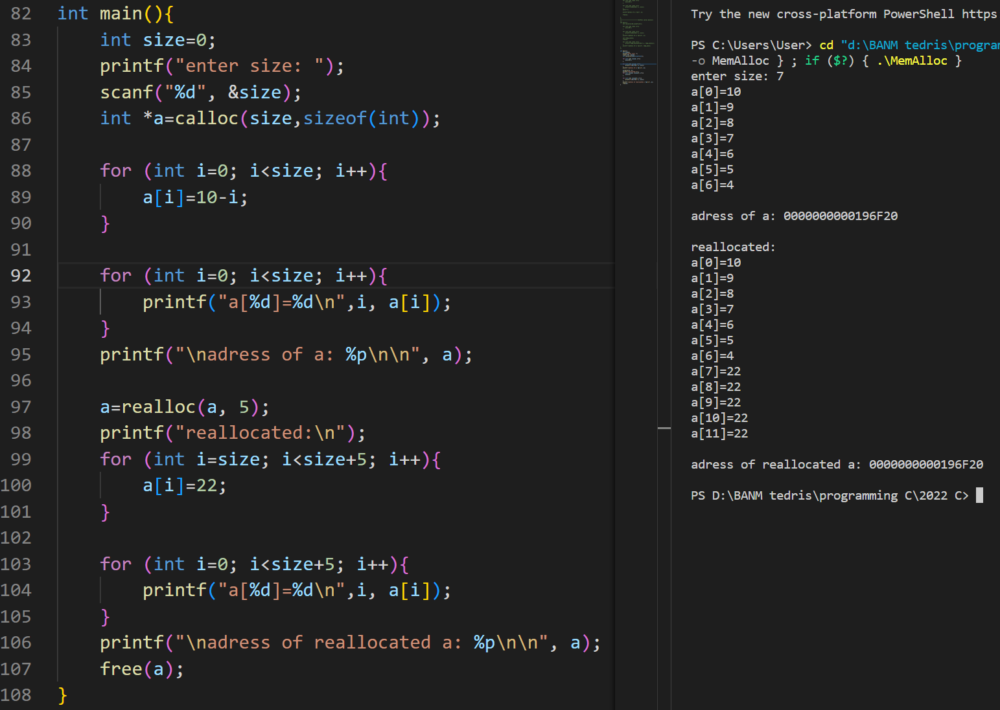 82 int main(){
83 int size=0;
84 printf("enter size: ");
85 scanf("%d", &size);
86 int *a=calloc(size,sizeof(int));
87
88 for (int i=0; i<size; i++){
89 a[i]=10-i;
90 }
91
92 for (int i=0; i<size; i++){
93 printf("a[%d]=%d\n",i, a[i]);
94 }
95 printf("\nadress of a: %p\n\n", a);
96
97 a=realloc(a, 5);
98 printf("reallocated:\n");
99 for (int i=size; i<size+5; i++){
100 a[i]=22;
101 }
102
103 for (int i=0; i<size+5; i++){
104 printf("a[%d]=%d\n",i, a[i]);
105 }
106 printf("\nadress of reallocated a: %p\n\n", a);
107 free(a);
108 }
Try the new cross-platform PowerShell https
PS C:\Users\User> cd "d:\BANM tedris\program
-o MemAlloc } ; if ($?) { .\MemAlloc }
enter size: 7
a[0]=10
a[1]=9
a[2]=8
a[3]=7
a[4]=6
a[5]=5
a[6]=4
adress of a: 0000000000196F20
reallocated:
a[0]=10
a[1]=9
a[2]=8
a[3]=7
a[4]=6
a[5]=5
a[6]=4
a[7]=22
a[8]=22
a[9]=22
a[10]=22
a[11]=22
adress of reallocated a: 0000000000196F20
PS D:\BANM tedris\programming C\2022 C>